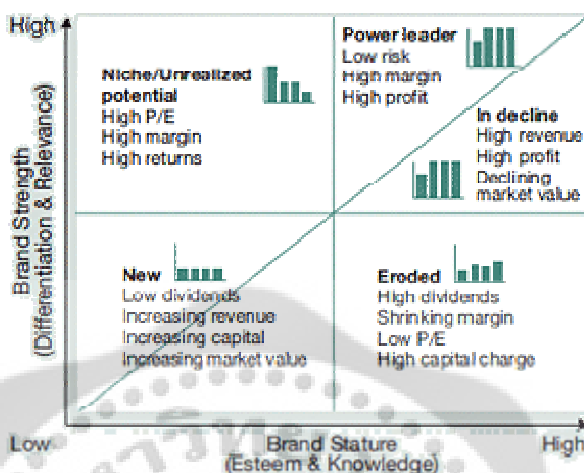 High
Brand Strength
(Differentiation & Relevance)
Niche/Unrealized
potential
High P/E
High margin
High returns
Power leader
Low risk
High margin
High profit
In decline
High revenue
High profit
Declining
market value
New
Low dividends
Increasing revenue
Increasing capital
Increasing market value
Eroded
High dividends
Shrinking margin
Low P/E
High capital charge
Low
Brand Stature
(Esteem & Knowledge)
High